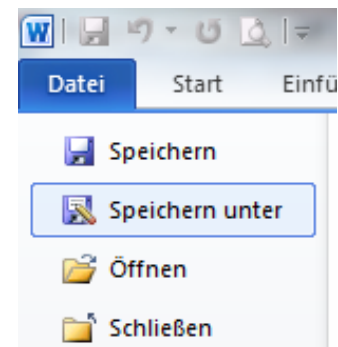 W
Datei Start Einfü
Speichern
Speichern unter
Öffnen
Schließen